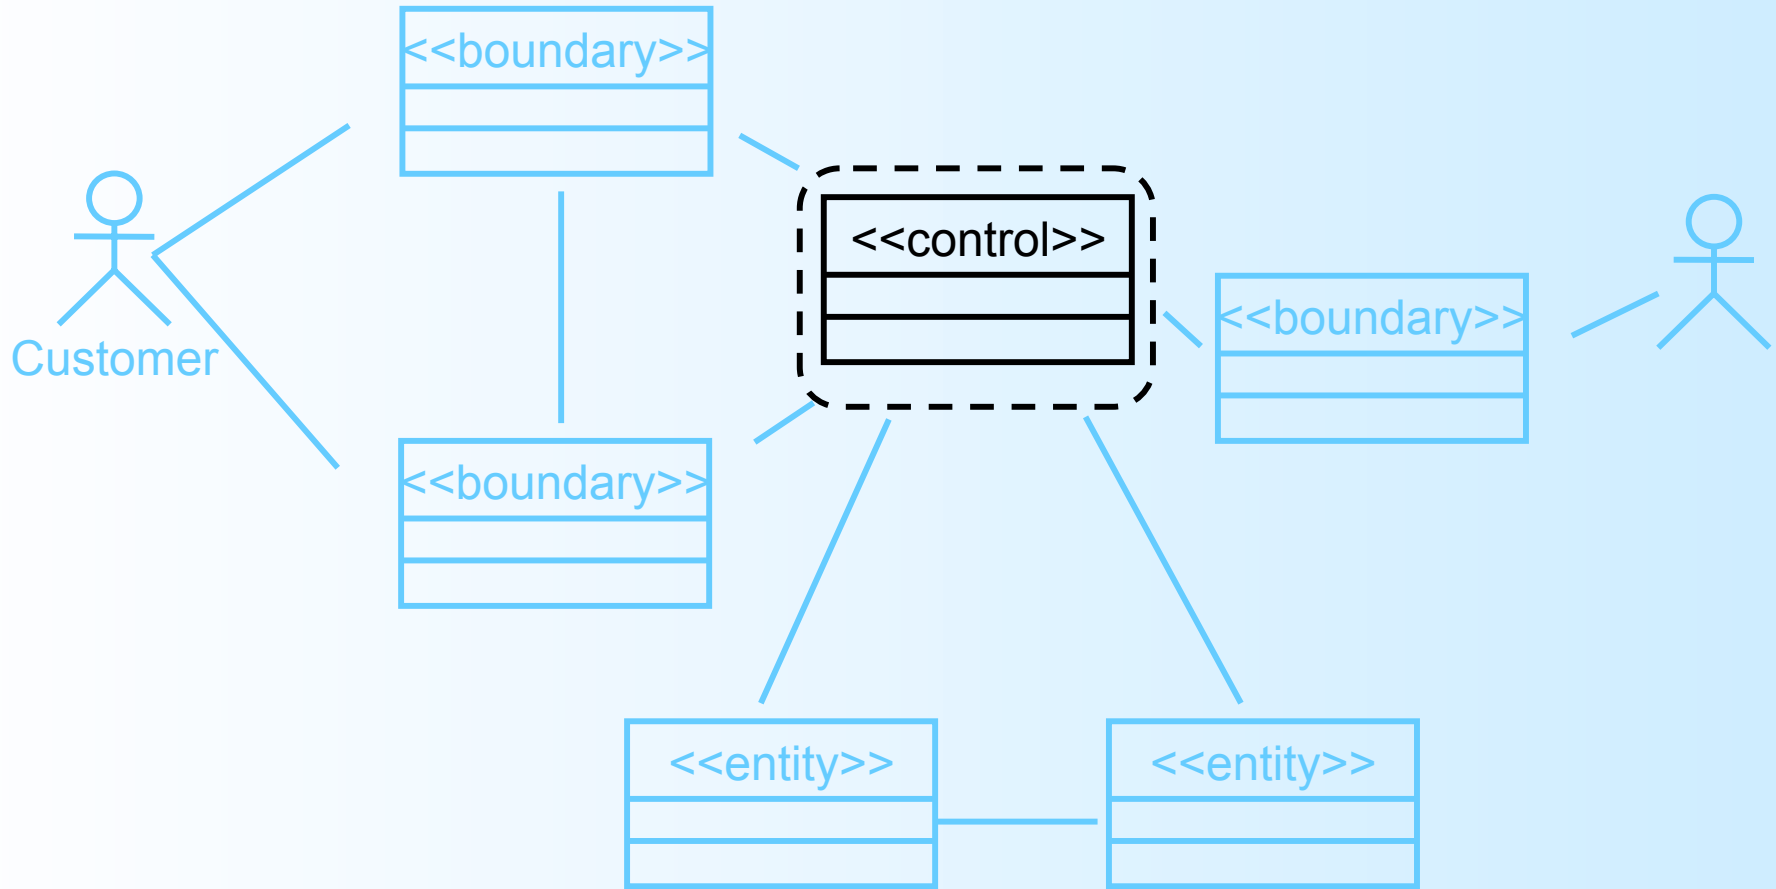 <<boundary>>
<<control>>
<<boundary>>
Customer
<<boundary>>
<<entity>>
<<entity>>